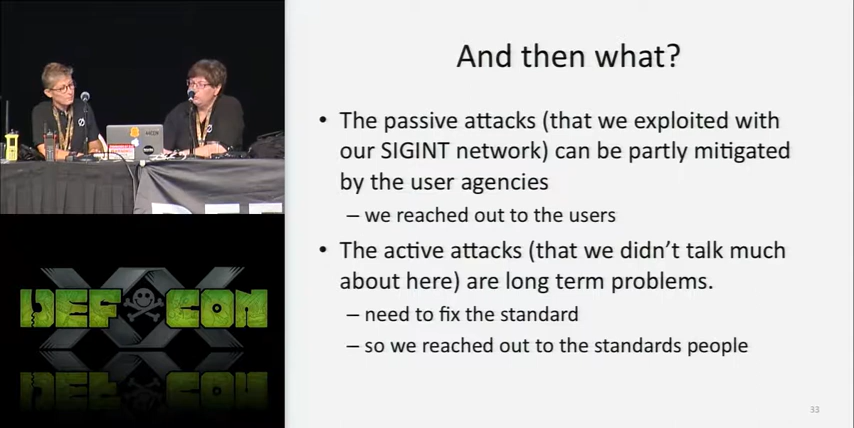 And then what?
• The passive attacks (that we exploited with
our SIGINT network) can be partly mitigated
by the user agencies
– we reached out to the users
• The active attacks (that we didn't talk much
about here) are long term problems.
– need to fix the standard
– so we reached out to the standards people
DEF CON
XX
33